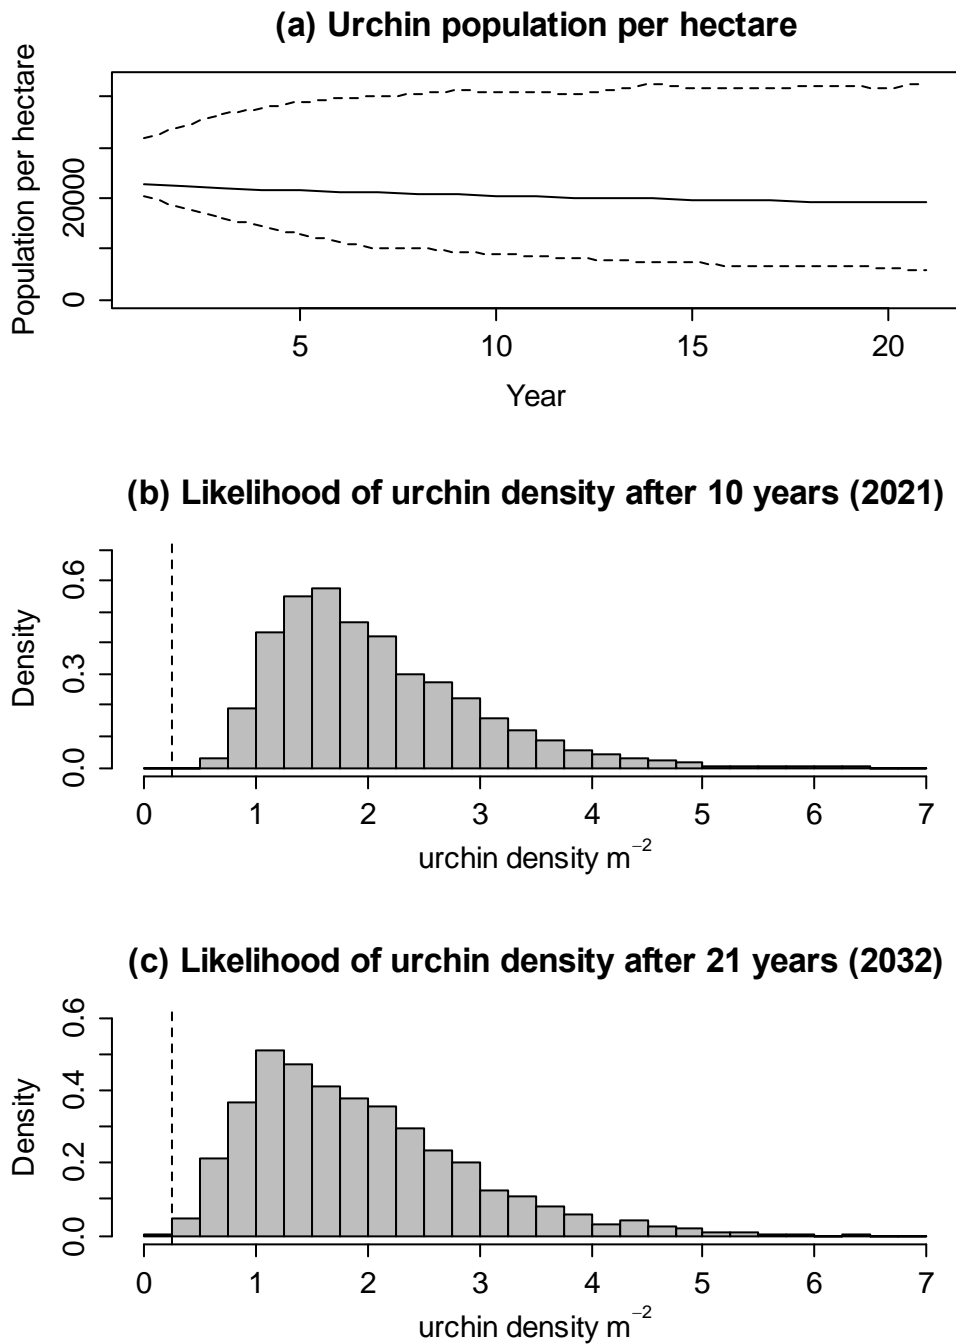 (a) Urchin population per hectare
Population per hectare
20000
0
5 10 15 20
Year
(b) Likelihood of urchin density after 10 years (2021)
Density
0.6
0.3
0.0
0 1 2 3 4 5 6 7
urchin density m⁻²
(c) Likelihood of urchin density after 21 years (2032)
Density
0.6
0.4
0.2
0.0
0 1 2 3 4 5 6 7
urchin density m⁻²